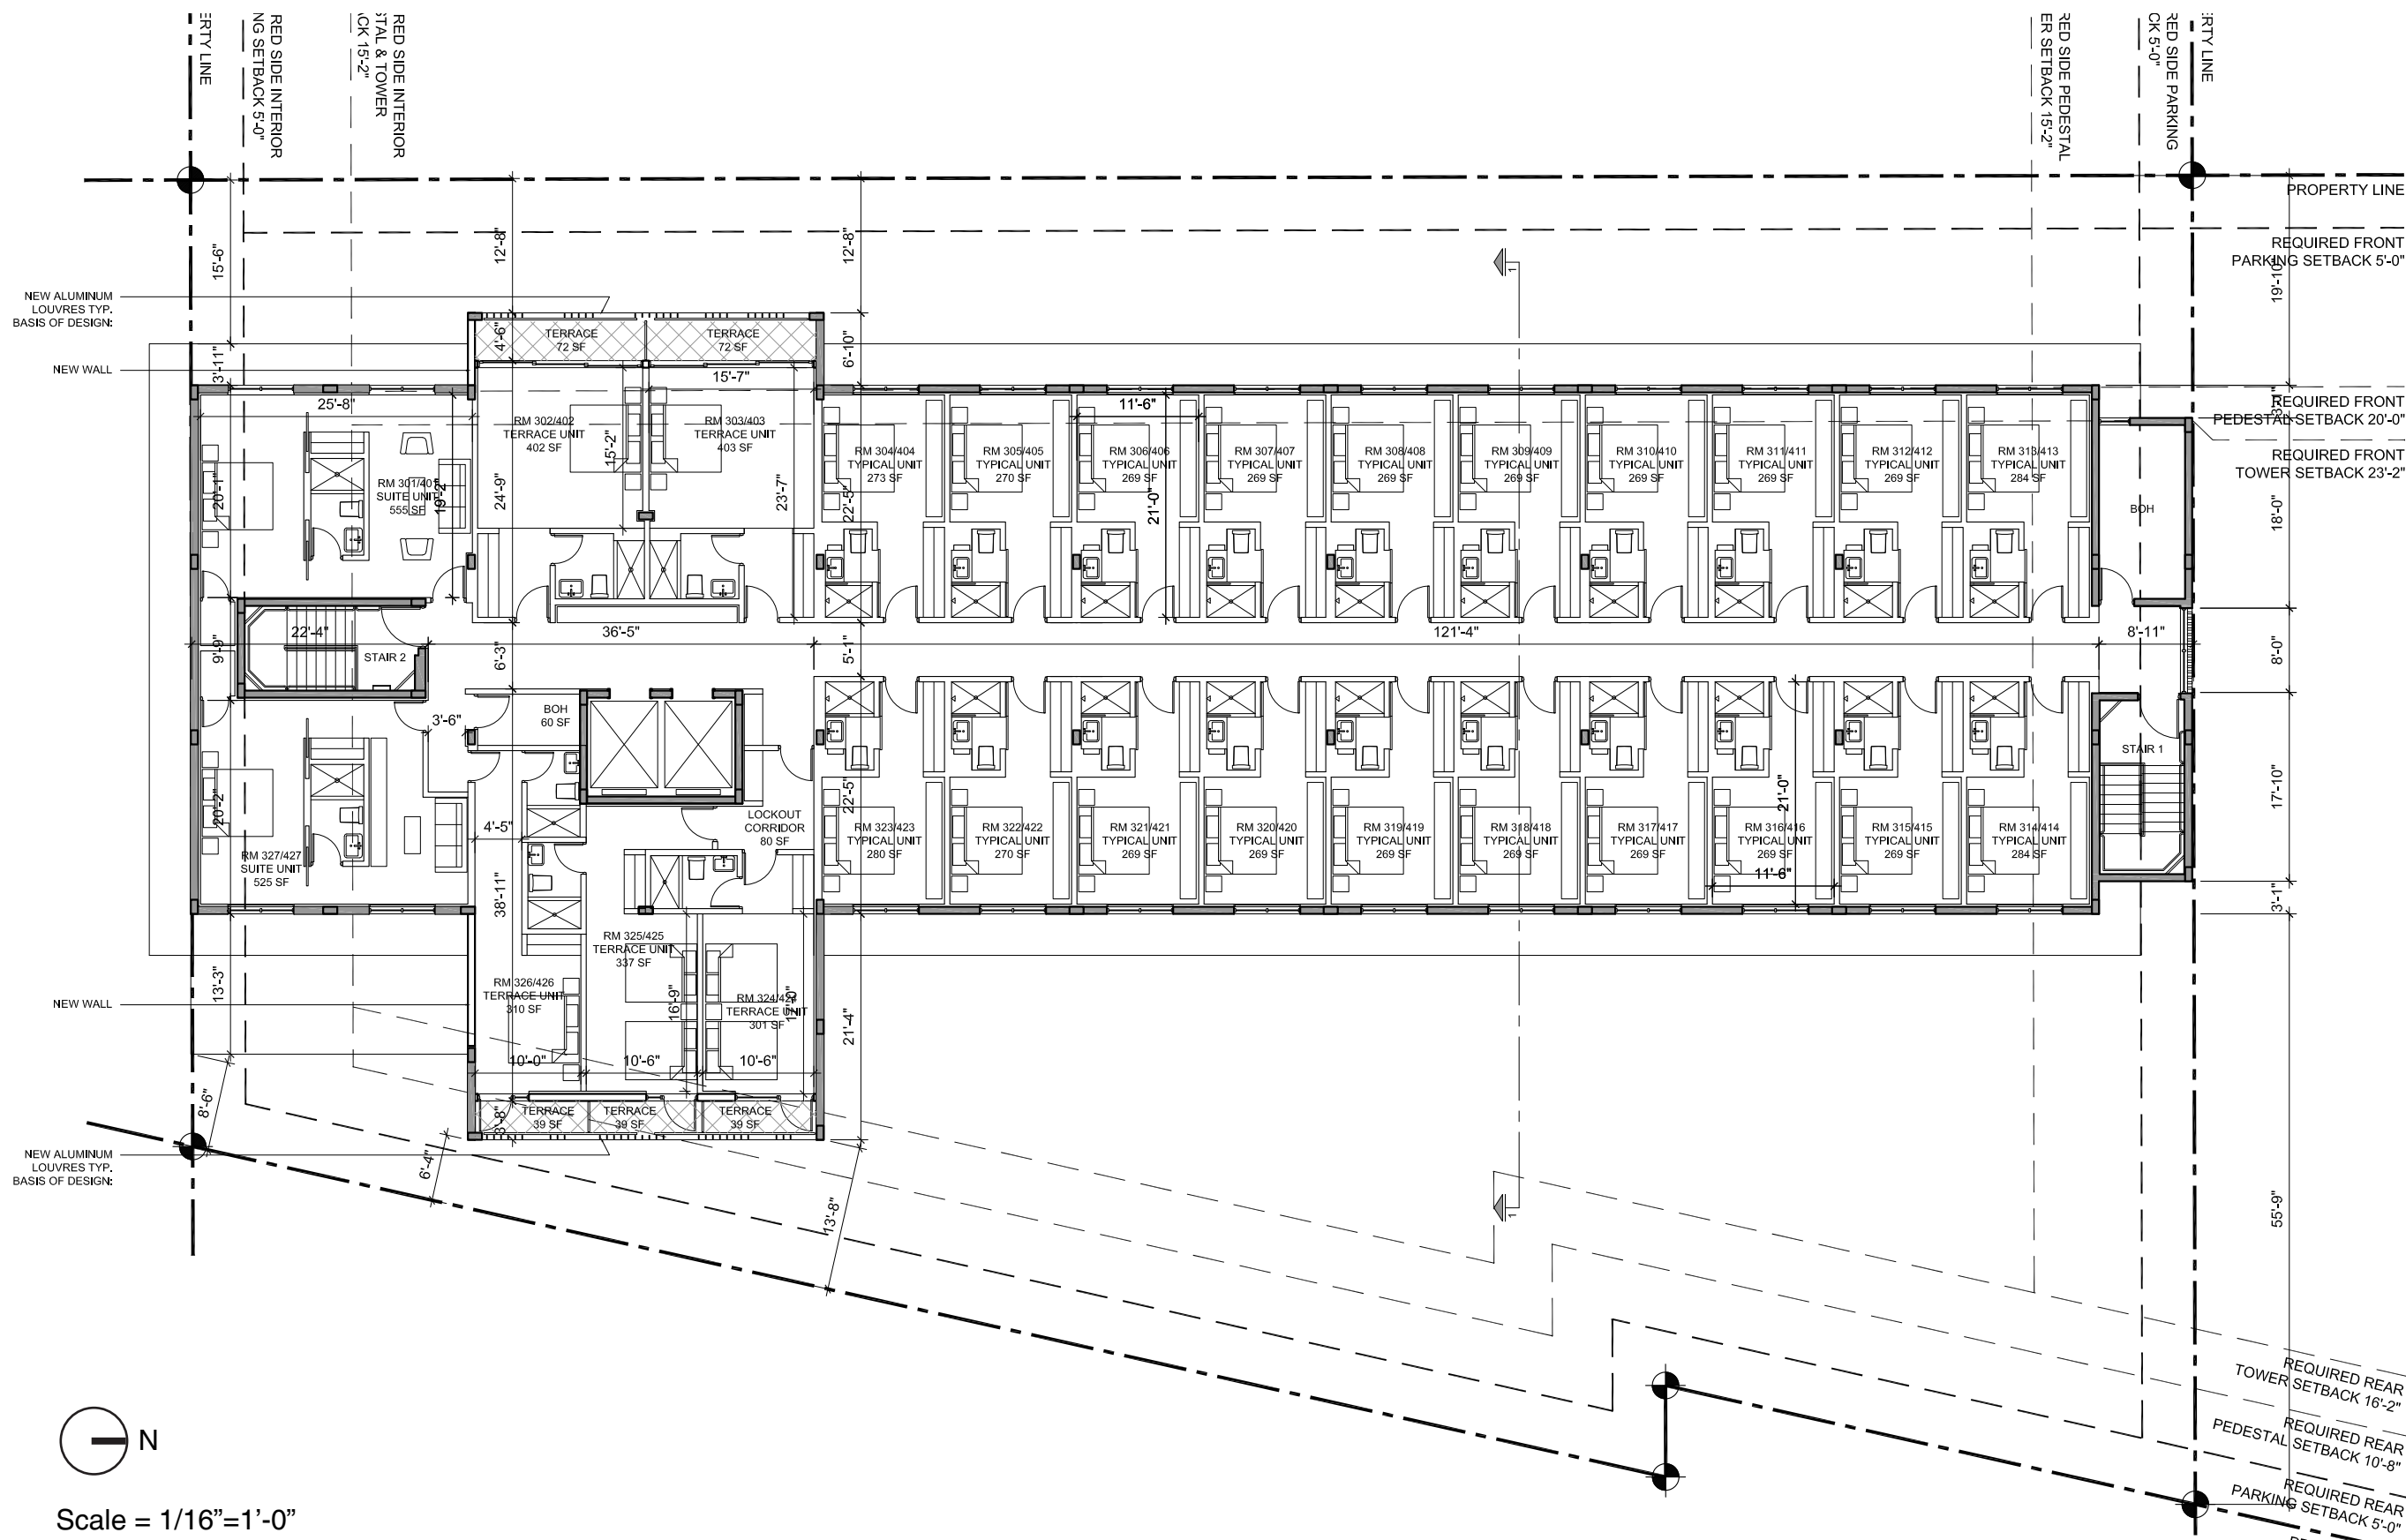 ERTY LINE
RED SIDE INTERIOR
NG SETBACK 5'-0"
RED SIDE INTERIOR
STAL & TOWER
CK 15'-2"
RED SIDE PEDESTAL
ER SETBACK 15'-2"
RED SIDE PARKING
CK 5'-0"
ERTY LINE
PROPERTY LINE
REQUIRED FRONT
PARKING SETBACK 5'-0"
REQUIRED FRONT
PEDESTAL SETBACK 20'-0"
REQUIRED FRONT
TOWER SETBACK 23'-2"
15'-6"
12'-8"
12'-8"
19'-10"
1
NEW ALUMINUM
LOUVRES TYP.
BASIS OF DESIGN:
NEW WALL
3'-11"
4'-6"
6'-10"
TERRACE
72 SF
TERRACE
72 SF
25'-8"
15'-7"
11'-6"
RM 301/401
SUITE UNIT
555 SF
20'-1"
19'-2"
RM 302/402
TERRACE UNIT
402 SF
24'-9"
15'-2"
RM 303/403
TERRACE UNIT
403 SF
23'-7"
22'-5"
RM 304/404
TYPICAL UNIT
273 SF
RM 305/405
TYPICAL UNIT
270 SF
RM 306/406
TYPICAL UNIT
269 SF
21'-0"
RM 307/407
TYPICAL UNIT
269 SF
RM 308/408
TYPICAL UNIT
269 SF
RM 309/409
TYPICAL UNIT
269 SF
RM 310/410
TYPICAL UNIT
269 SF
RM 311/411
TYPICAL UNIT
269 SF
RM 312/412
TYPICAL UNIT
269 SF
RM 313/413
TYPICAL UNIT
284 SF
BOH
18'-0"
22'-4"
36'-5"
121'-4"
8'-11"
9'-9"
STAIR 2
6'-3"
5'-1"
8'-0"
BOH
60 SF
3'-6"
4'-5"
20'-2"
RM 327/427
SUITE UNIT
525 SF
38'-11"
LOCKOUT
CORRIDOR
80 SF
22'-5"
RM 323/423
TYPICAL UNIT
280 SF
RM 322/422
TYPICAL UNIT
270 SF
RM 321/421
TYPICAL UNIT
269 SF
RM 320/420
TYPICAL UNIT
269 SF
RM 319/419
TYPICAL UNIT
269 SF
RM 318/418
TYPICAL UNIT
269 SF
RM 317/417
TYPICAL UNIT
269 SF
RM 316/416
TYPICAL UNIT
269 SF
21'-0"
11'-6"
RM 315/415
TYPICAL UNIT
269 SF
RM 314/414
TYPICAL UNIT
284 SF
STAIR 1
17'-10"
3'-1"
RM 325/425
TERRACE UNIT
337 SF
RM 326/426
TERRACE UNIT
310 SF
RM 324/424
TERRACE UNIT
301 SF
16'-9"
13'-3"
21'-4"
NEW WALL
10'-0"
10'-6"
10'-6"
3'-8"
TERRACE
39 SF
TERRACE
39 SF
TERRACE
39 SF
8'-6"
6'-4"
13'-8"
NEW ALUMINUM
LOUVRES TYP.
BASIS OF DESIGN:
1
55'-9"
REQUIRED REAR
TOWER SETBACK 16'-2"
REQUIRED REAR
PEDESTAL SETBACK 10'-8"
REQUIRED REAR
PARKING SETBACK 5'-0"
N
Scale = 1/16”=1’-0”